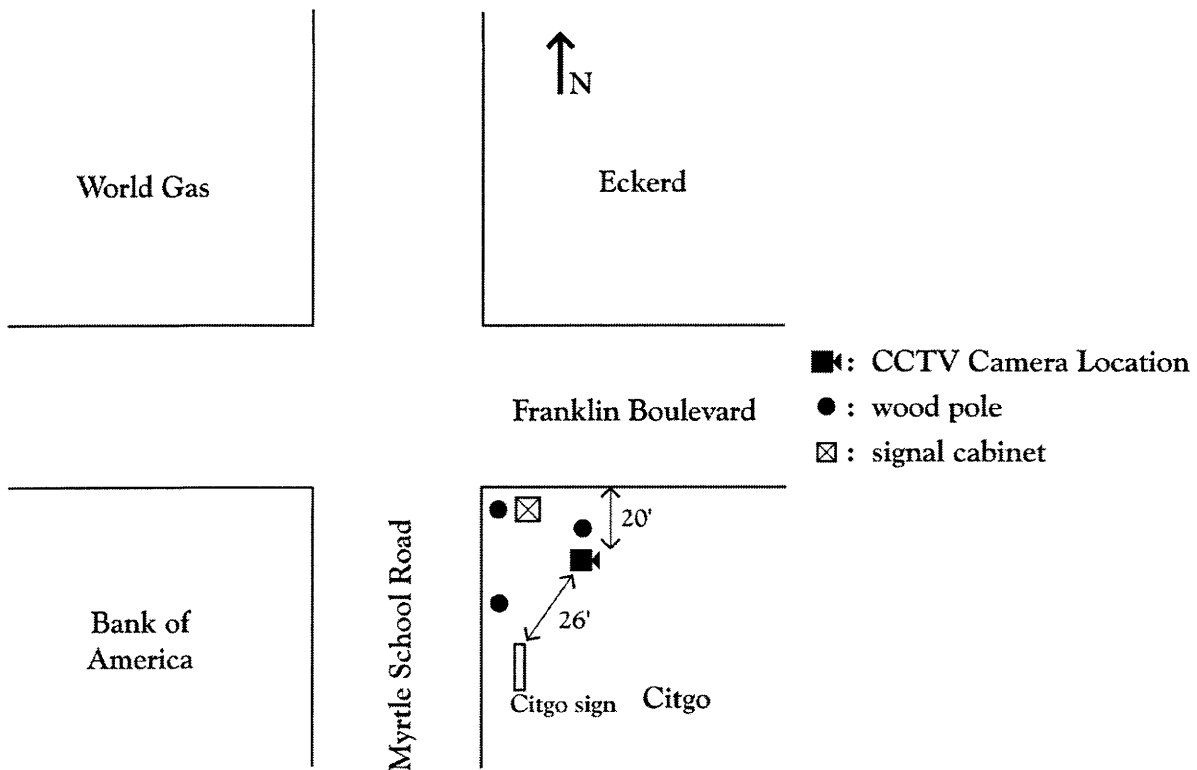 N
World Gas
Eckerd
: CCTV Camera Location
Franklin Boulevard
: wood pole
: signal cabinet
20'
Myrtle School Road
26'
Bank of
America
Citgo sign
Citgo